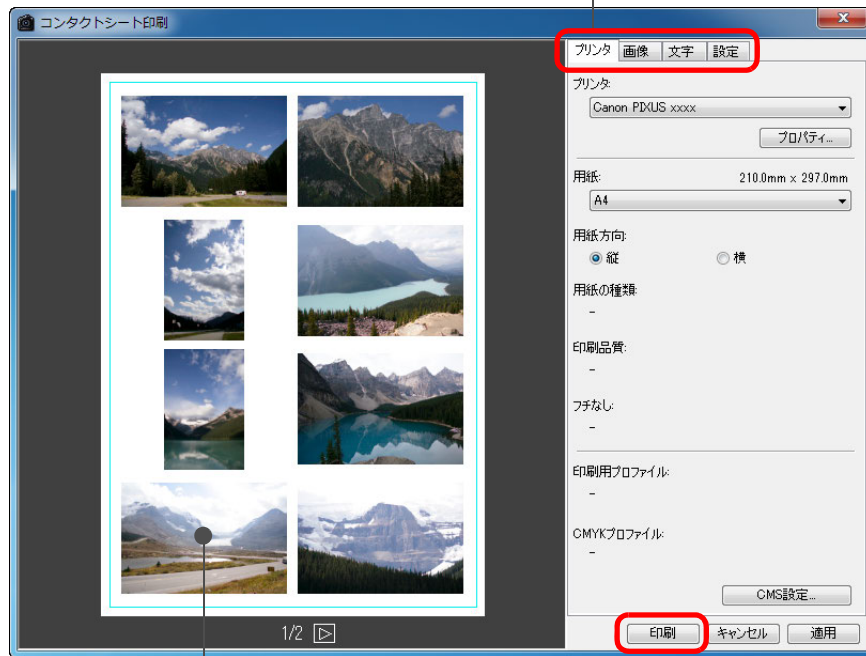 コンタクトシート印刷
プリンタ 画像 文字 設定
プリンタ:
Canon PIXUS xxxx
プロパティ...
用紙: 210.0mm × 297.0mm
A4
用紙方向:
縦 横
用紙の種類:
-
印刷品質:
-
フチなし:
-
印刷用プロファイル:
-
CMYKプロファイル:
-
CMS設定...
1/2
印刷 キャンセル 適用